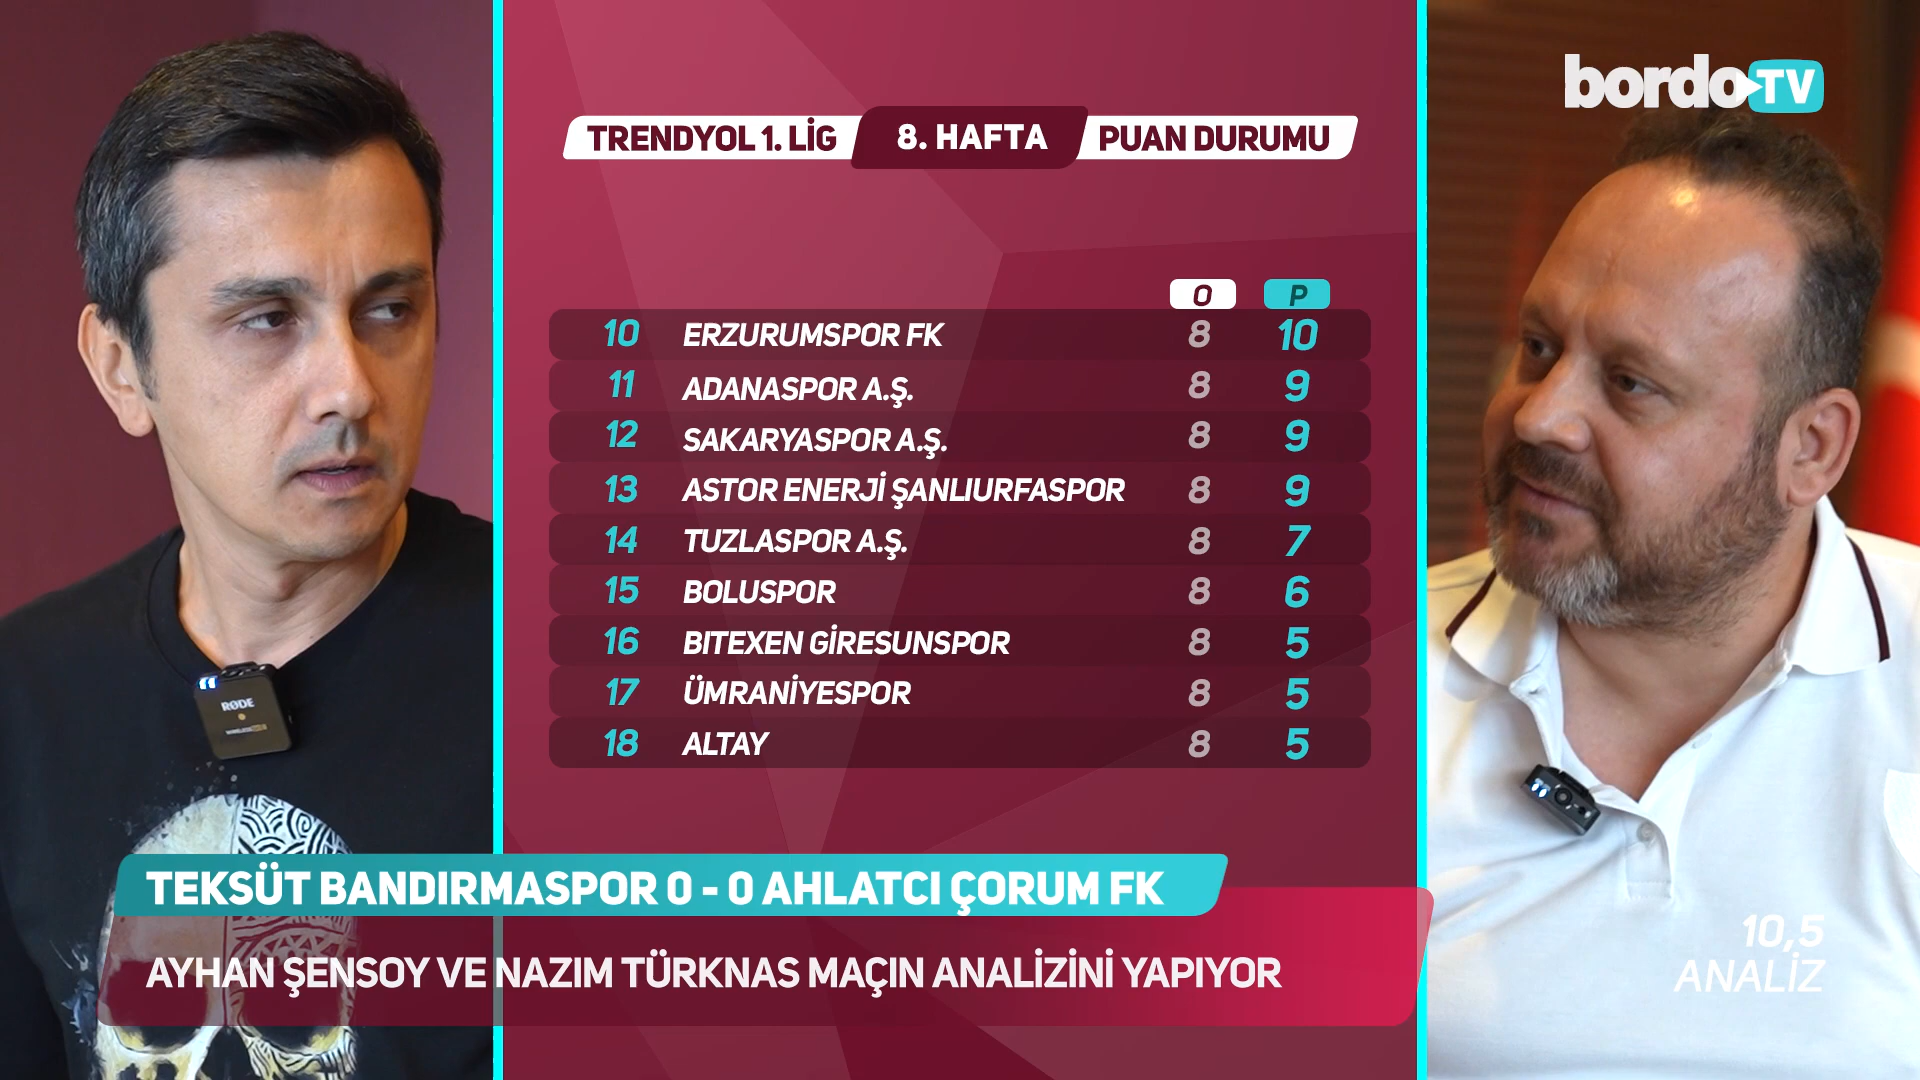 bordo TV
TRENDYOL 1. LİG 8. HAFTA PUAN DURUMU
O P
10 ERZURUMSPOR FK 8 10
11 ADANASPOR A.Ş. 8 9
12 SAKARYASPOR A.Ş. 8 9
13 ASTOR ENERJİ ŞANLIURFASPOR 8 9
14 TUZLASPOR A.Ş. 8 7
15 BOLUSPOR 8 6
16 BITEXEN GİRESUNSPOR 8 5
17 ÜMRANİYESPOR 8 5
18 ALTAY 8 5
RØDE
TEKSÜT BANDIRMASPOR 0 - 0 AHLATCI ÇORUM FK
AYHAN ŞENSOY VE NAZIM TÜRKNAS MAÇIN ANALİZİNİ YAPIYOR
10,5
ANALİZ